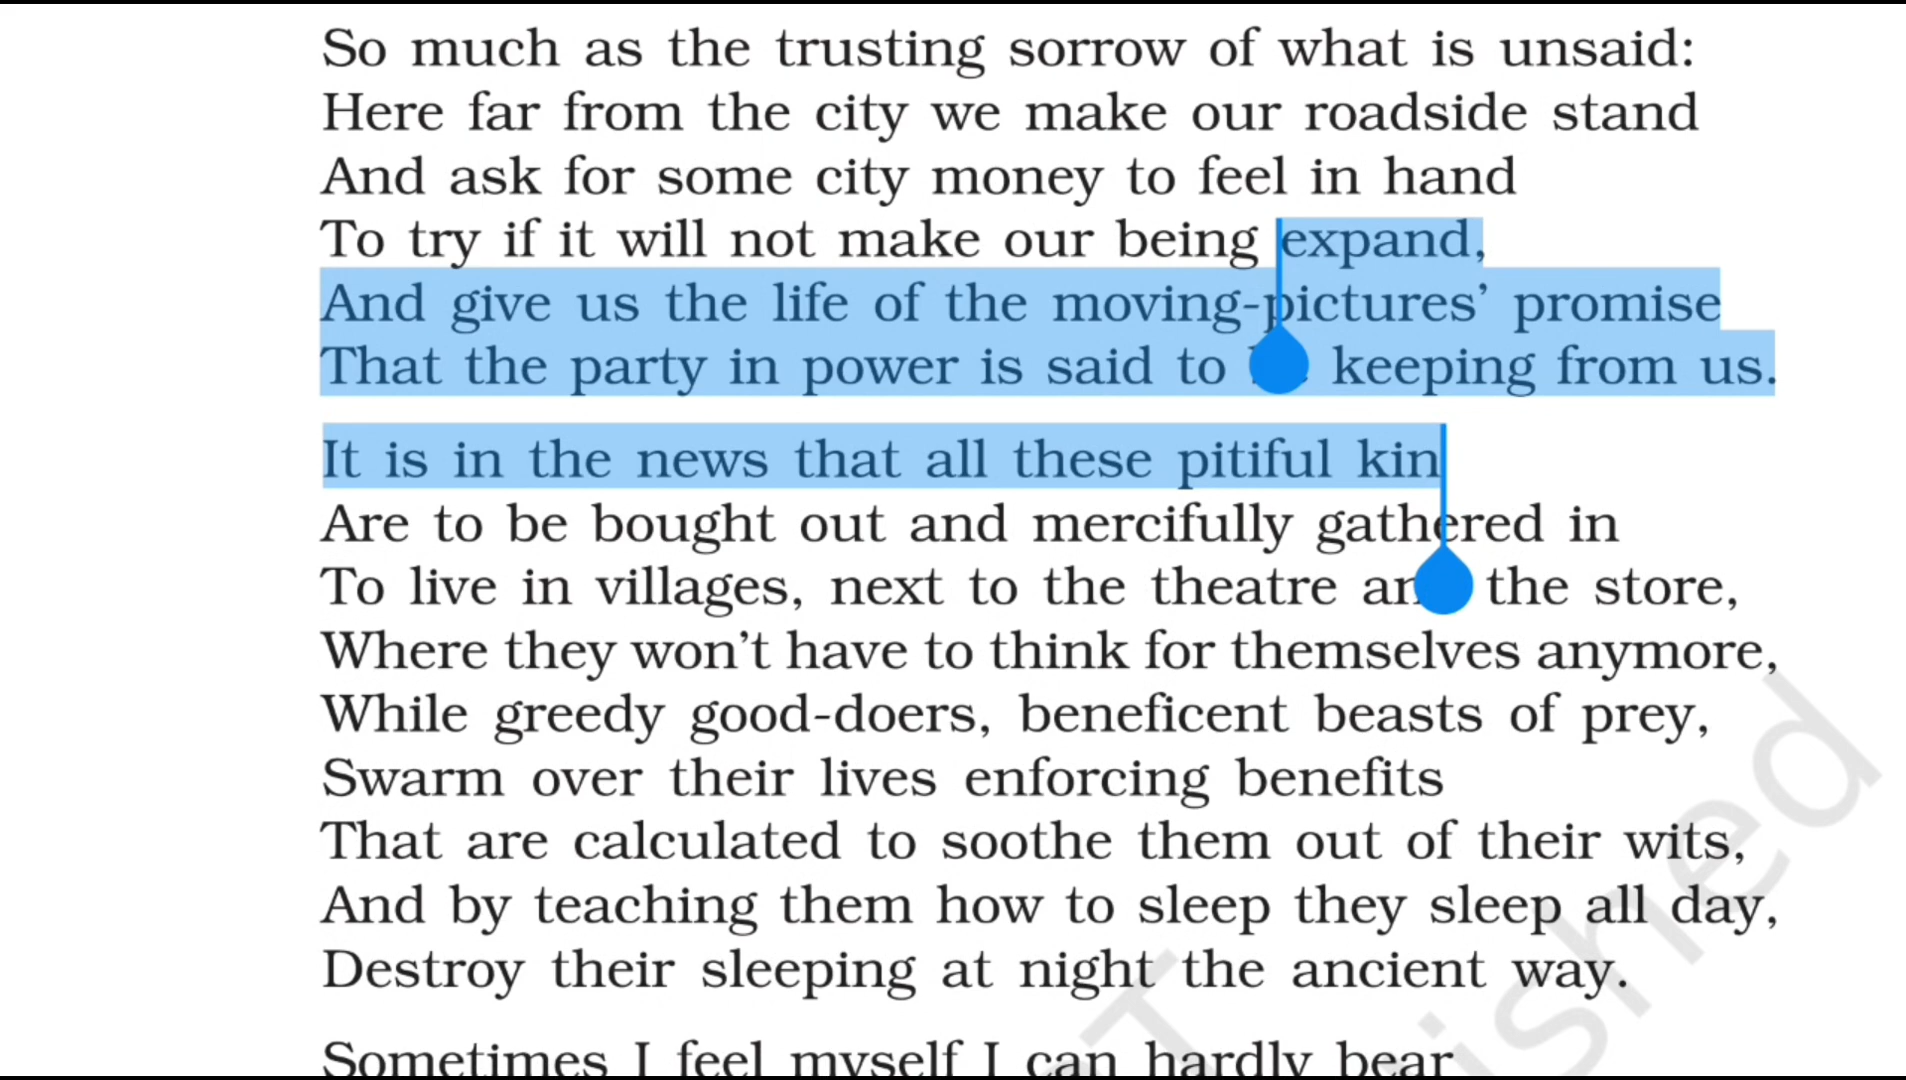 So much as the trusting sorrow of what is unsaid:
Here far from the city we make our roadside stand
And ask for some city money to feel in hand
To try if it will not make our being expand,
And give us the life of the moving-pictures’ promise
That the party in power is said to keeping from us.
It is in the news that all these pitiful kin
Are to be bought out and mercifully gathered in
To live in villages, next to the theatre and the store,
Where they won’t have to think for themselves anymore,
While greedy good-doers, beneficent beasts of prey,
Swarm over their lives enforcing benefits
That are calculated to soothe them out of their wits,
And by teaching them how to sleep they sleep all day,
Destroy their sleeping at night the ancient way.
Sometimes I feel myself I can hardly bear